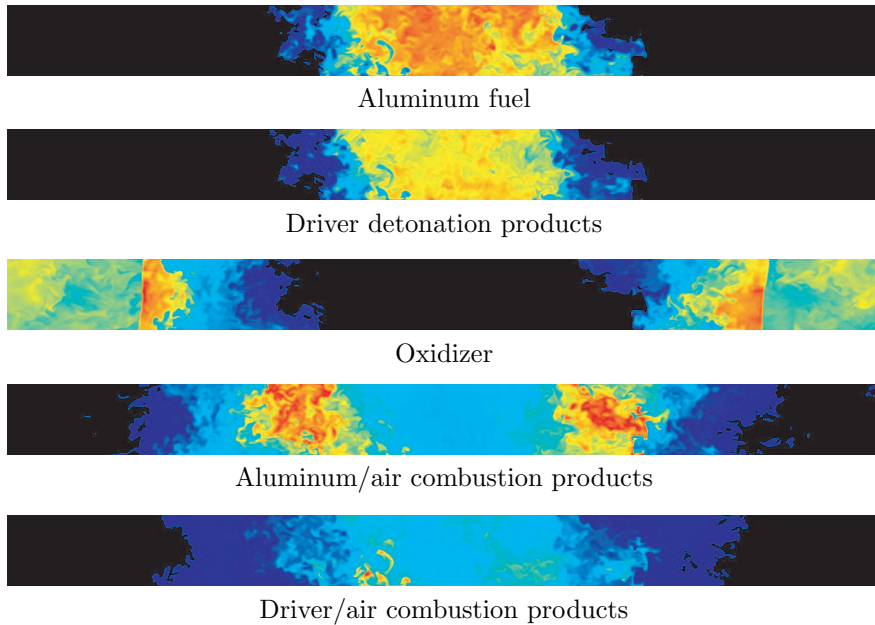 Aluminum fuel
Driver detonation products
Oxidizer
Aluminum/air combustion products
Driver/air combustion products